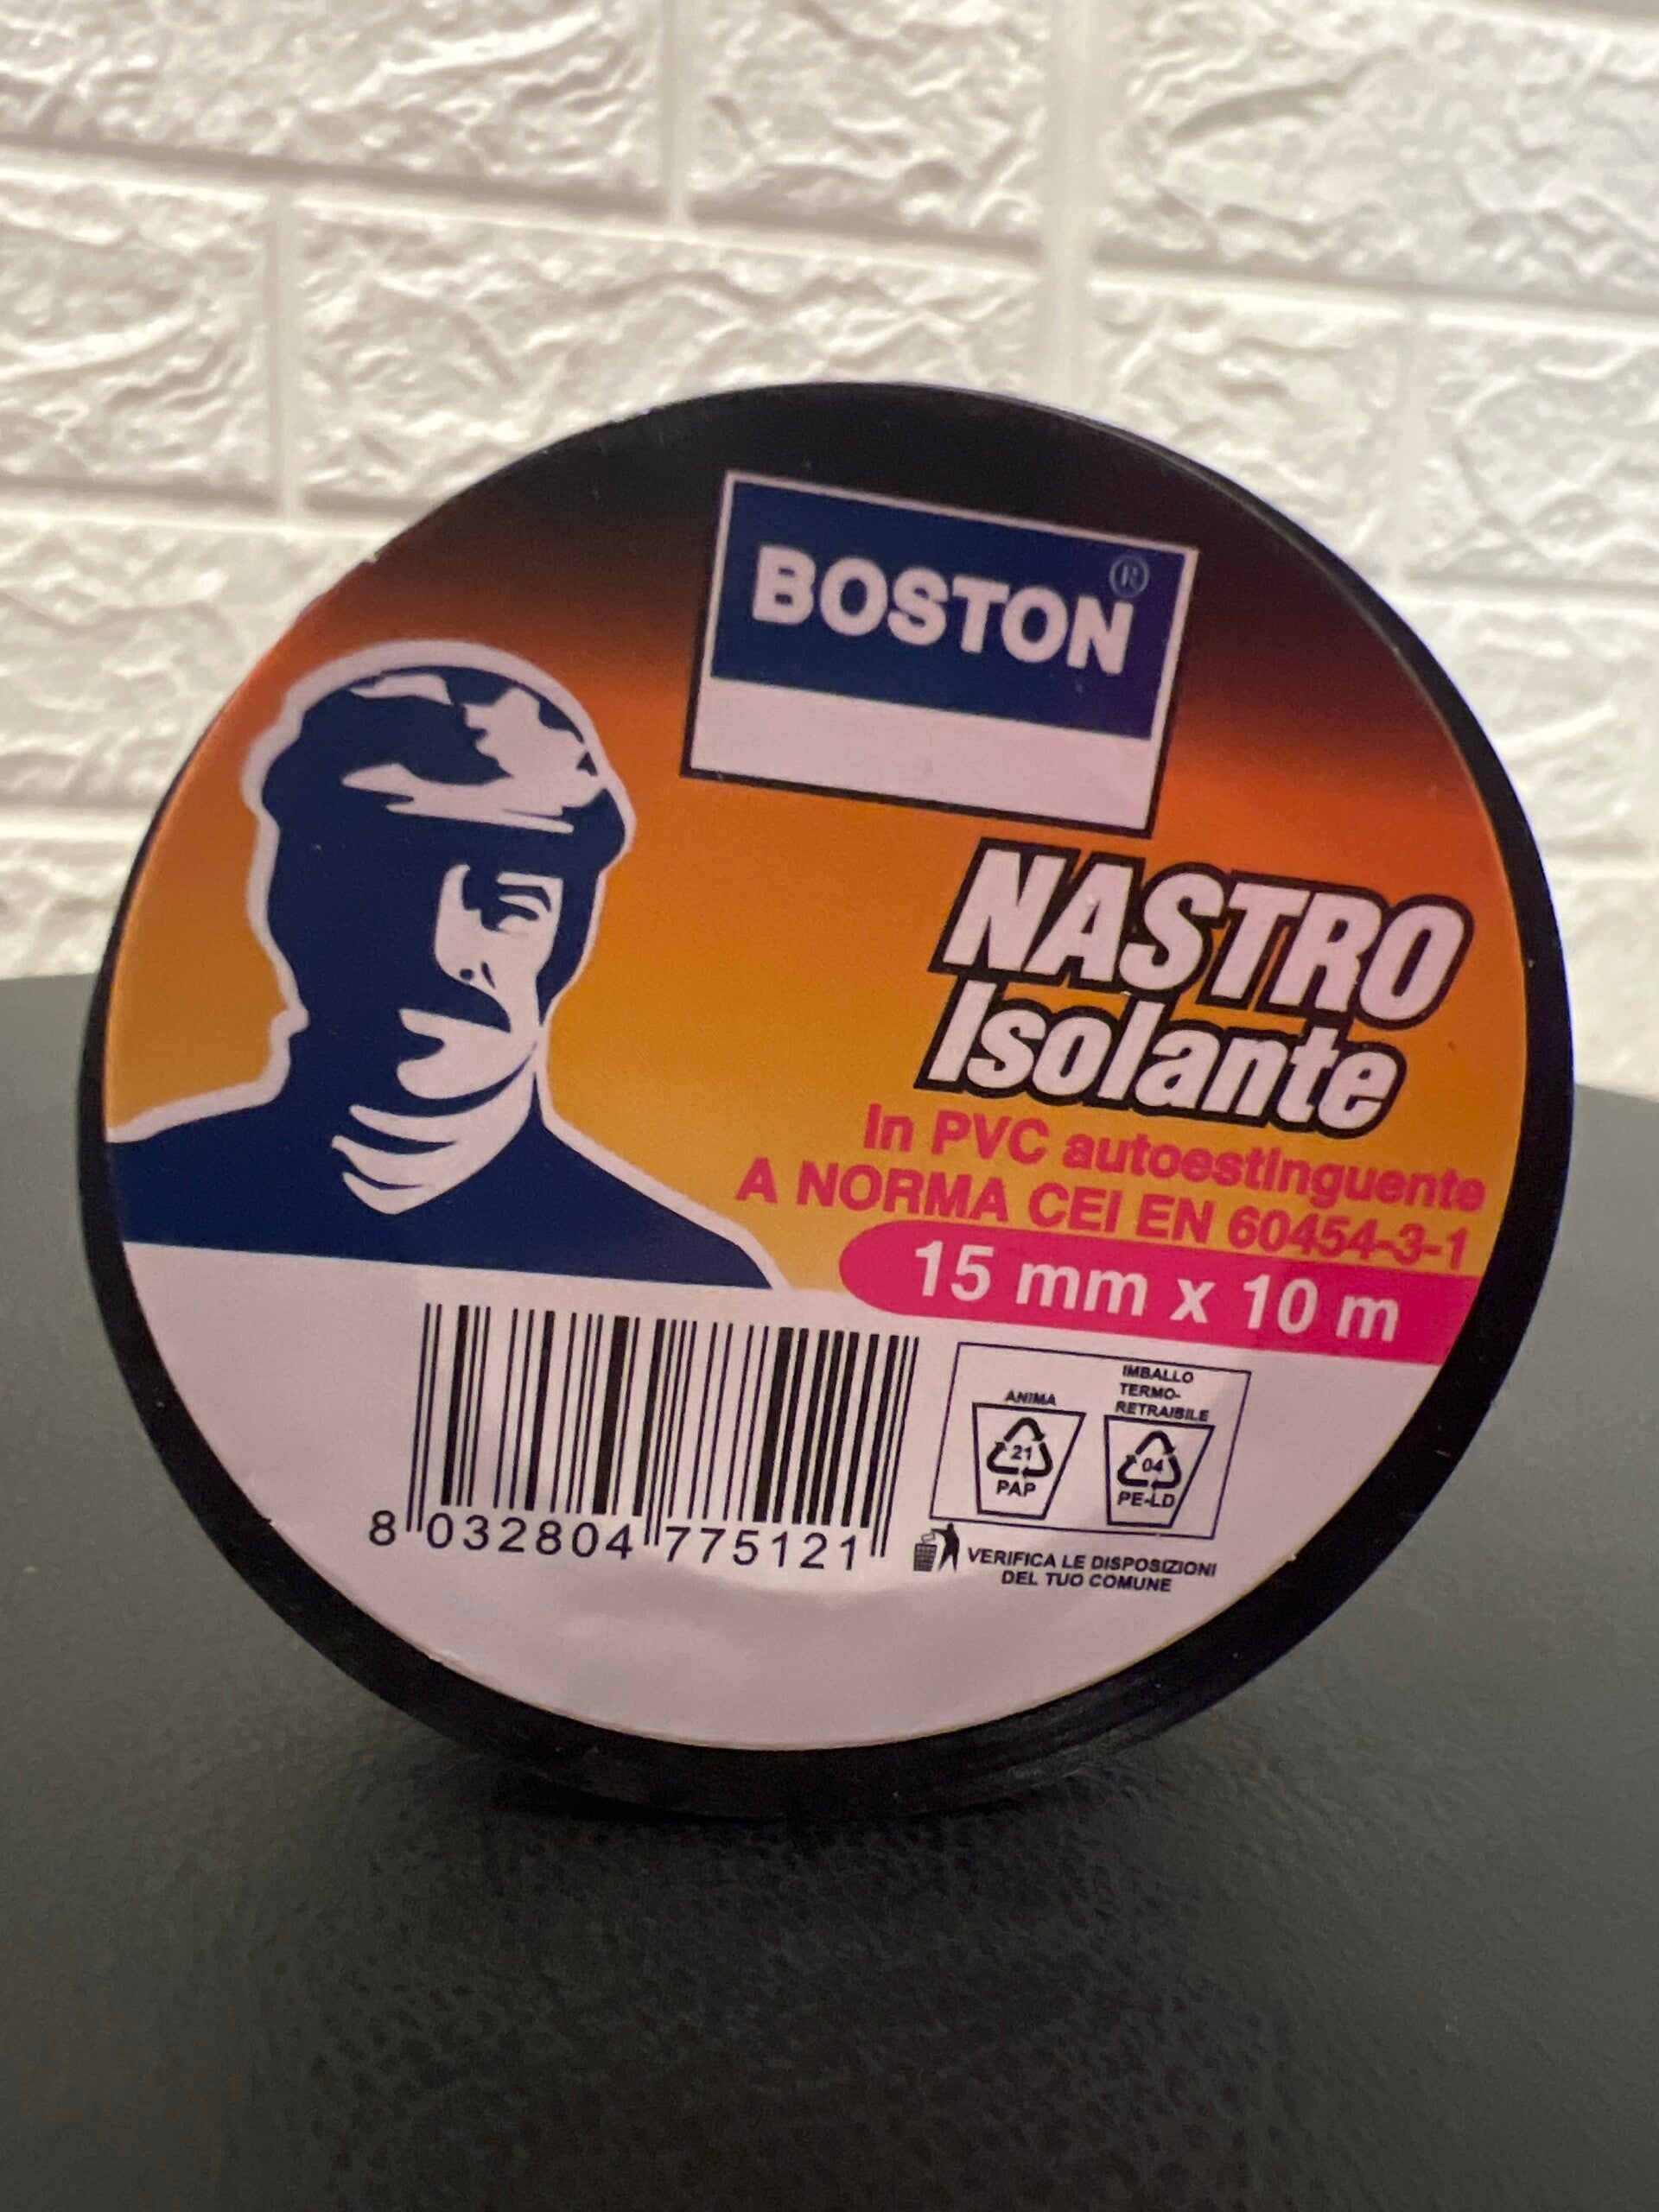 BOSTON®
NASTRO
Isolante
In PVC autoestinguente
A NORMA CEI EN 60454-3-1
15 mm x 10 m
ANIMA
21
PAP
IMBALLO
TERMO-
RETRAIBILE
04
PE-LD
8 032804 775121
VERIFICA LE DISPOSIZIONI
DEL TUO COMUNE